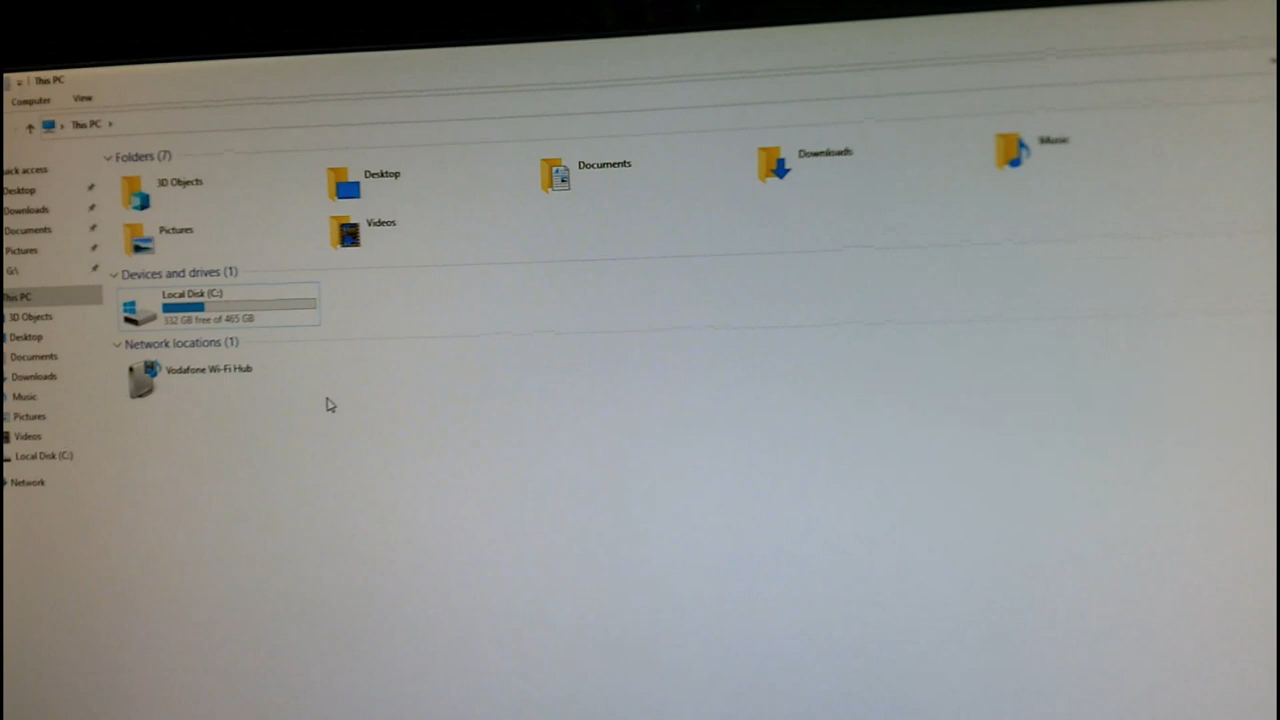 This PC
Computer View
This PC
Folders (7)
3D Objects
Desktop
Documents
Downloads
Music
Pictures
Videos
Devices and drives (1)
Local Disk (C:)
332 GB free of 465 GB
Network locations (1)
Vodafone Wi-Fi Hub
uick access
Desktop
Downloads
Documents
Pictures
G:\
This PC
3D Objects
Desktop
Documents
Downloads
Music
Pictures
Videos
Local Disk (C:)
Network